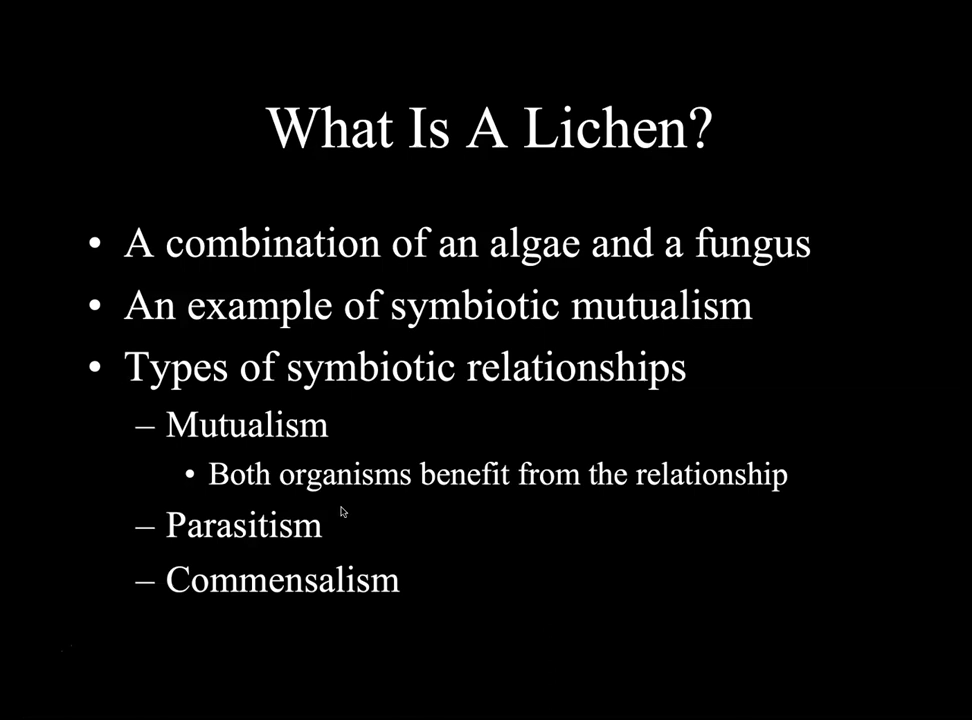 What Is A Lichen?
• A combination of an algae and a fungus
• An example of symbiotic mutualism
• Types of symbiotic relationships
– Mutualism
• Both organisms benefit from the relationship
– Parasitism
– Commensalism